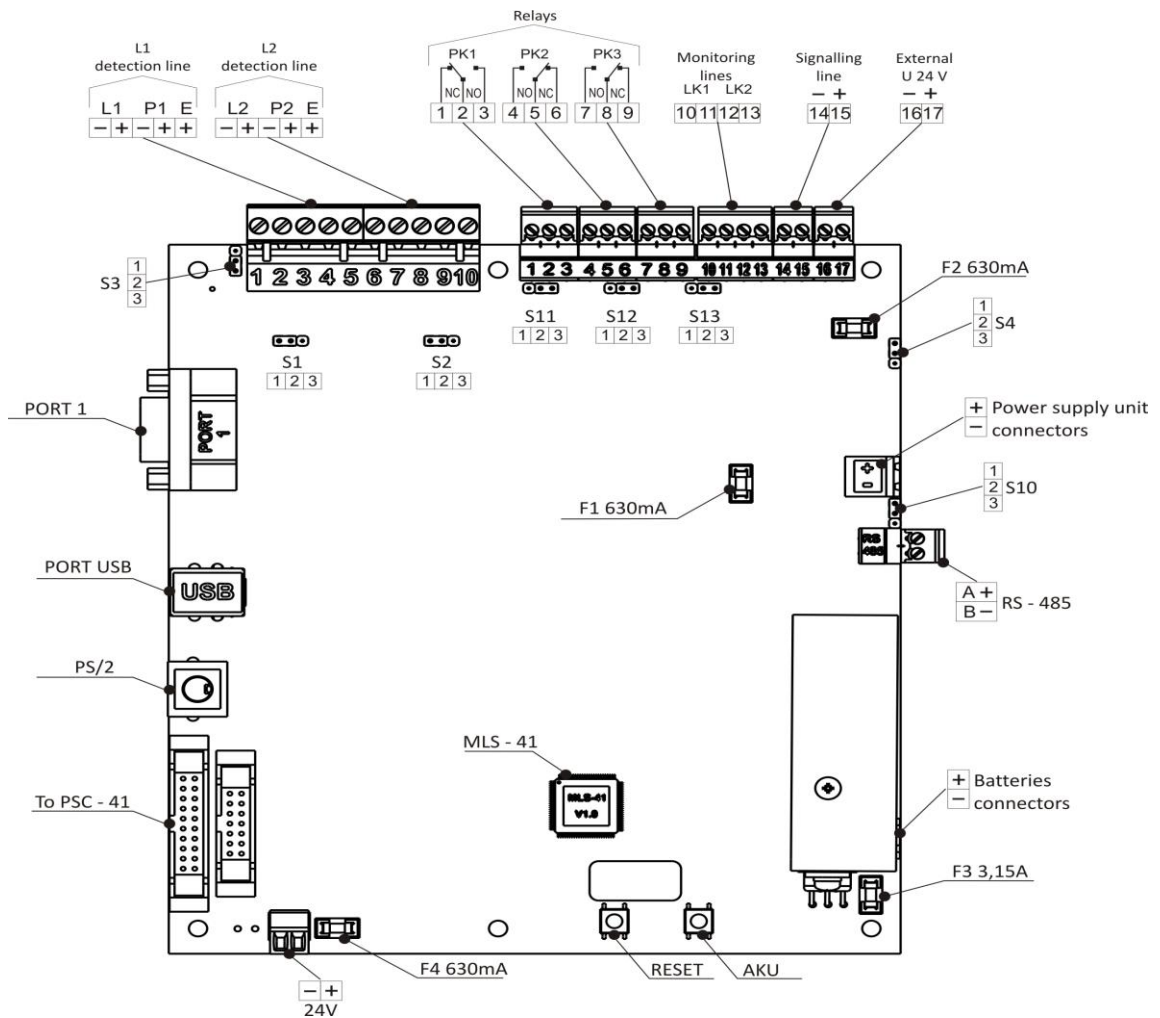 Relays
L1
detection line
L2
detection line
PK1 PK2 PK3
Monitoring
lines
LK1 LK2
Signalling
line
− +
External
U 24 V
− +
L1 P1 E
− + − + +
L2 P2 E
− + − + +
NC NO NO NC NO NC
1 2 3 4 5 6 7 8 9 10 11 12 13 14 15 16 17
1 2 3 4 5 6 7 8 9 10
1 2 3 4 5 6 7 8 9 10 11 12 13 14 15 16 17
S3
1
2
3
F2 630mA
S11
1 2 3
S12
1 2 3
S13
1 2 3
1
2 S4
3
S1
1 2 3
S2
1 2 3
PORT 1
PORT
1
+ Power supply unit
− connectors
+
-
1
2 S10
3
F1 630mA
RS
485
PORT USB
USB
A +
B −
RS - 485
PS/2
MLS - 41
MLS-41
V1.0
To PSC - 41
+ Batteries
− connectors
F3 3,15A
F4 630mA
RESET
AKU
− +
24V